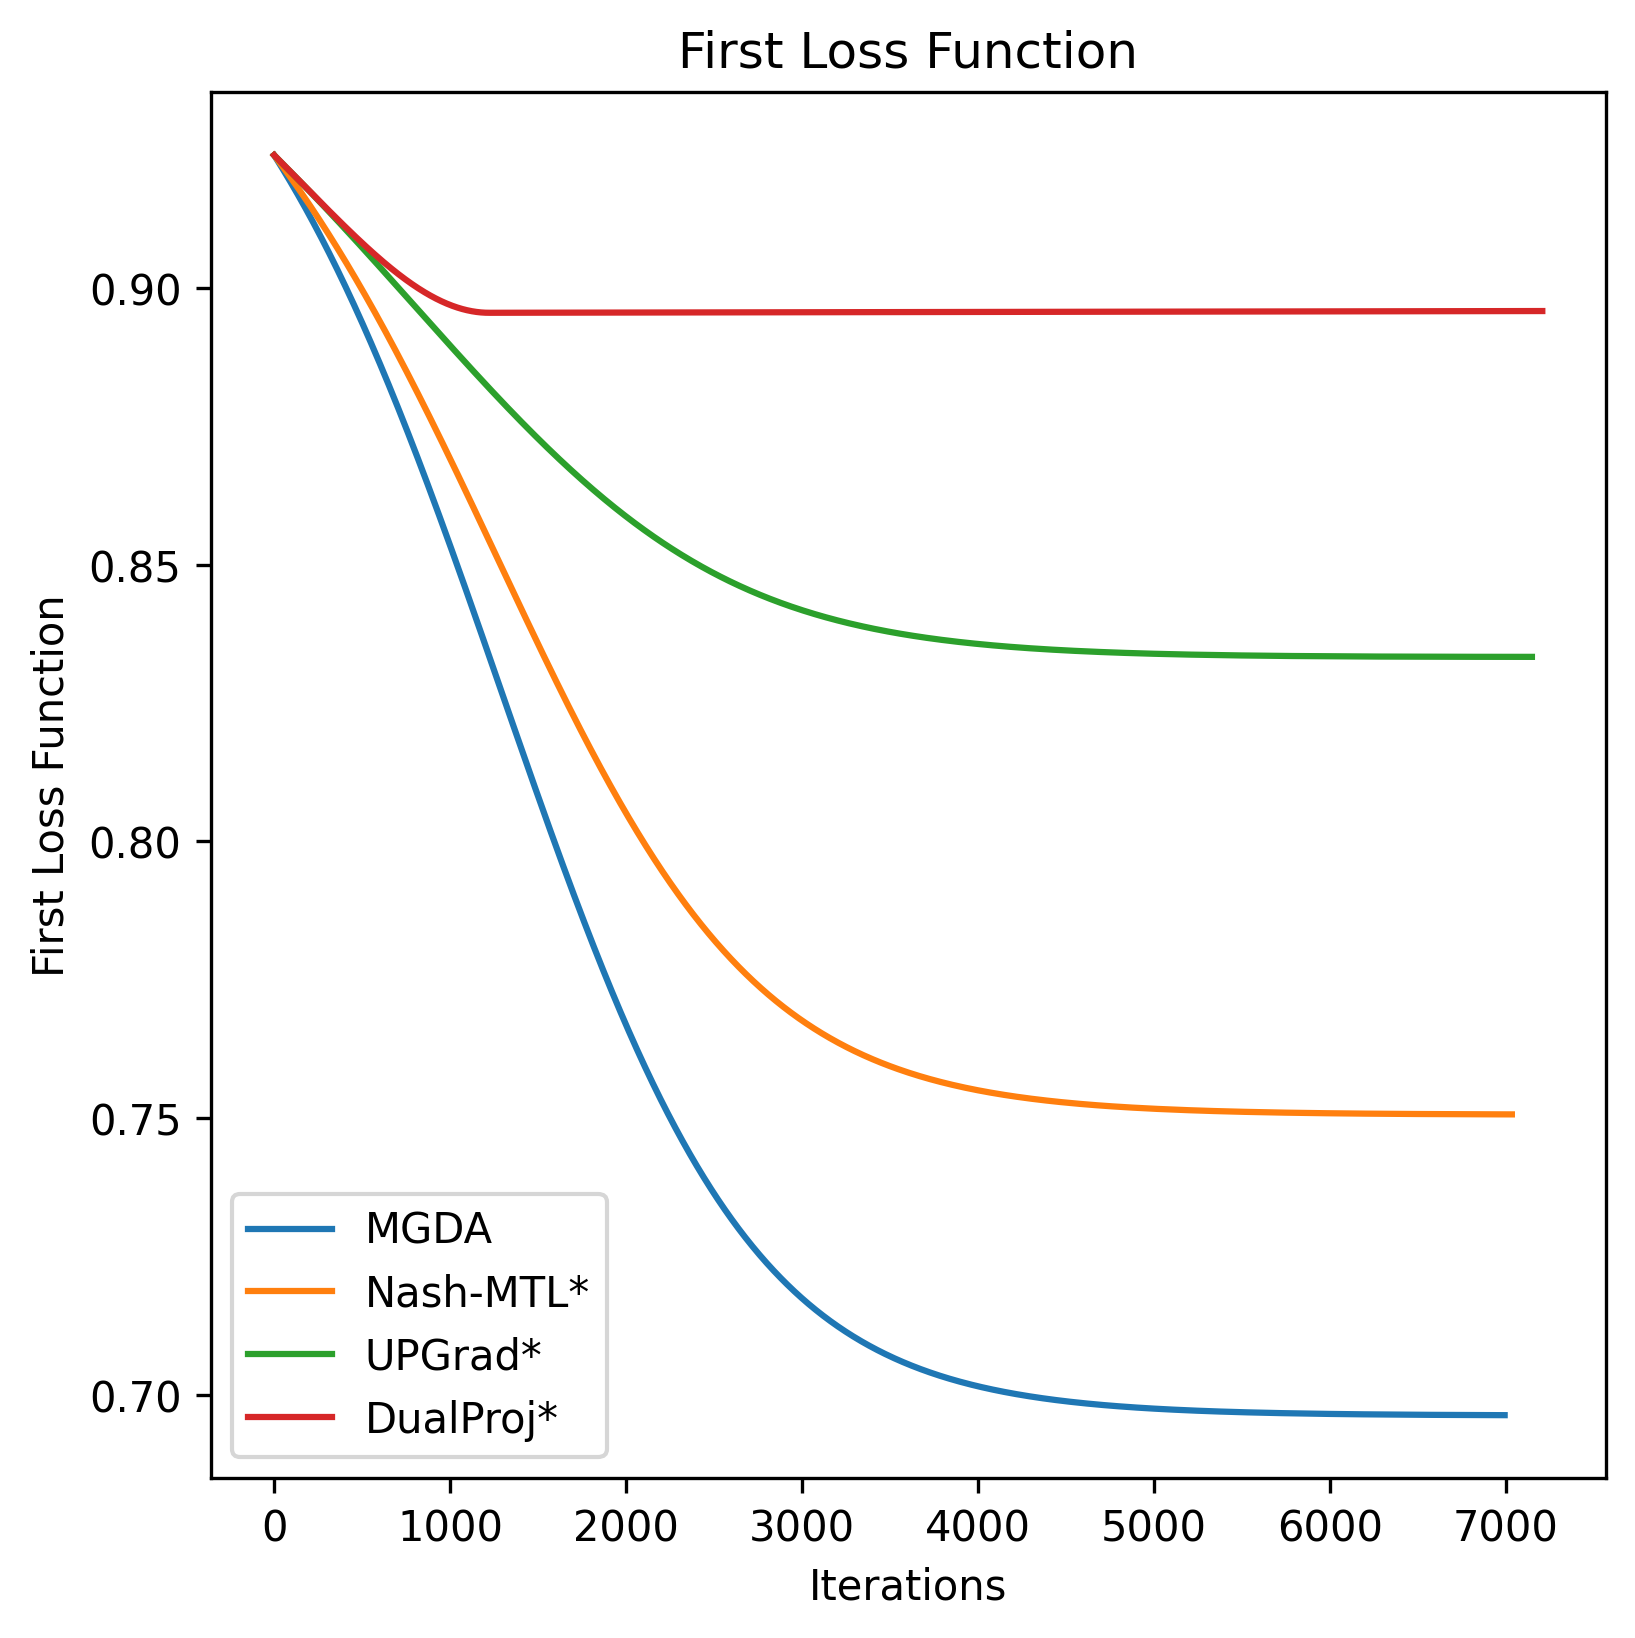 First Loss Function
First Loss Function
0.90
0.85
0.80
0.75
0.70
MGDA
Nash-MTL*
UPGrad*
DualProj*
0 1000 2000 3000 4000 5000 6000 7000
Iterations